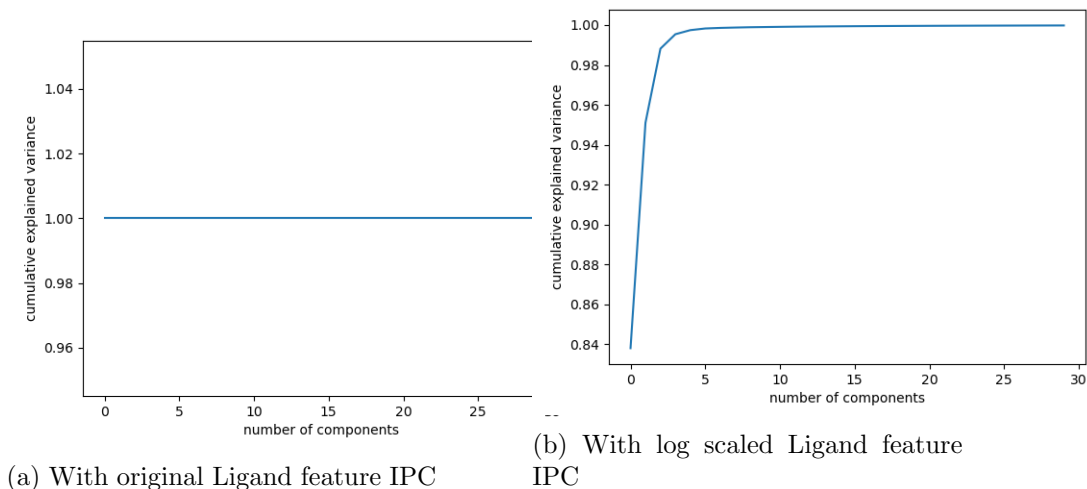 1.04
1.02
1.00
0.98
0.96
cumulative explained variance
0 5 10 15 20 25
number of components
(a) With original Ligand feature IPC
1.00
0.98
0.96
0.94
0.92
0.90
0.88
0.86
0.84
cumulative explained variance
0 5 10 15 20 25 30
number of components
(b) With log scaled Ligand feature
IPC